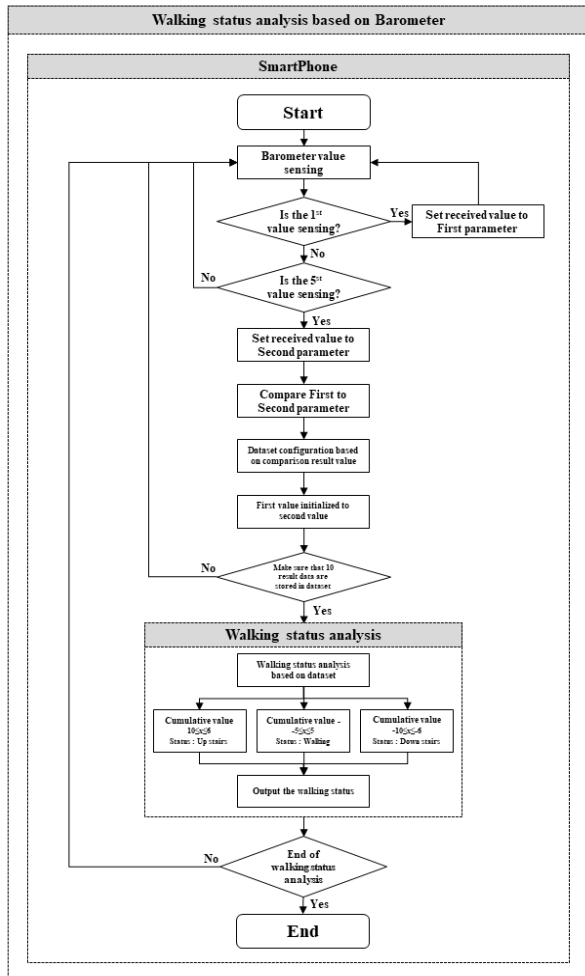 Walking status analysis based on Barometer
SmartPhone
Start
Barometer value
sensing
Is the 1st
value sensing?
Yes
Set received value to
First parameter
No
Is the 5st
value sensing?
No
Yes
Set received value to
Second parameter
Compare First to
Second parameter
Dataset configuration based
on comparison result value
First value initialized to
second value
Make sure that 10
result data are
stored in dataset
No
Yes
Walking status analysis
Walking status analysis
based on dataset
Cumulative value
10≤x≤6
Status : Up stairs
Cumulative value -
-5≤x≤5
Status : Walking
Cumulative value
-10≤x≤-6
Status : Down stairs
Output the walking status
End of
walking status
analysis
No
Yes
End